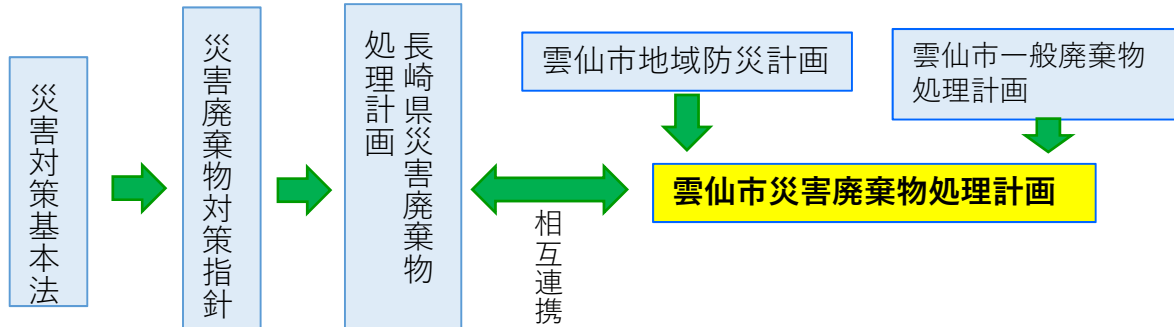 災害対策基本法
災害廃棄物対策指針
長崎県災害廃棄物
処理計画
相互連携
雲仙市地域防災計画
雲仙市一般廃棄物
処理計画
雲仙市災害廃棄物処理計画